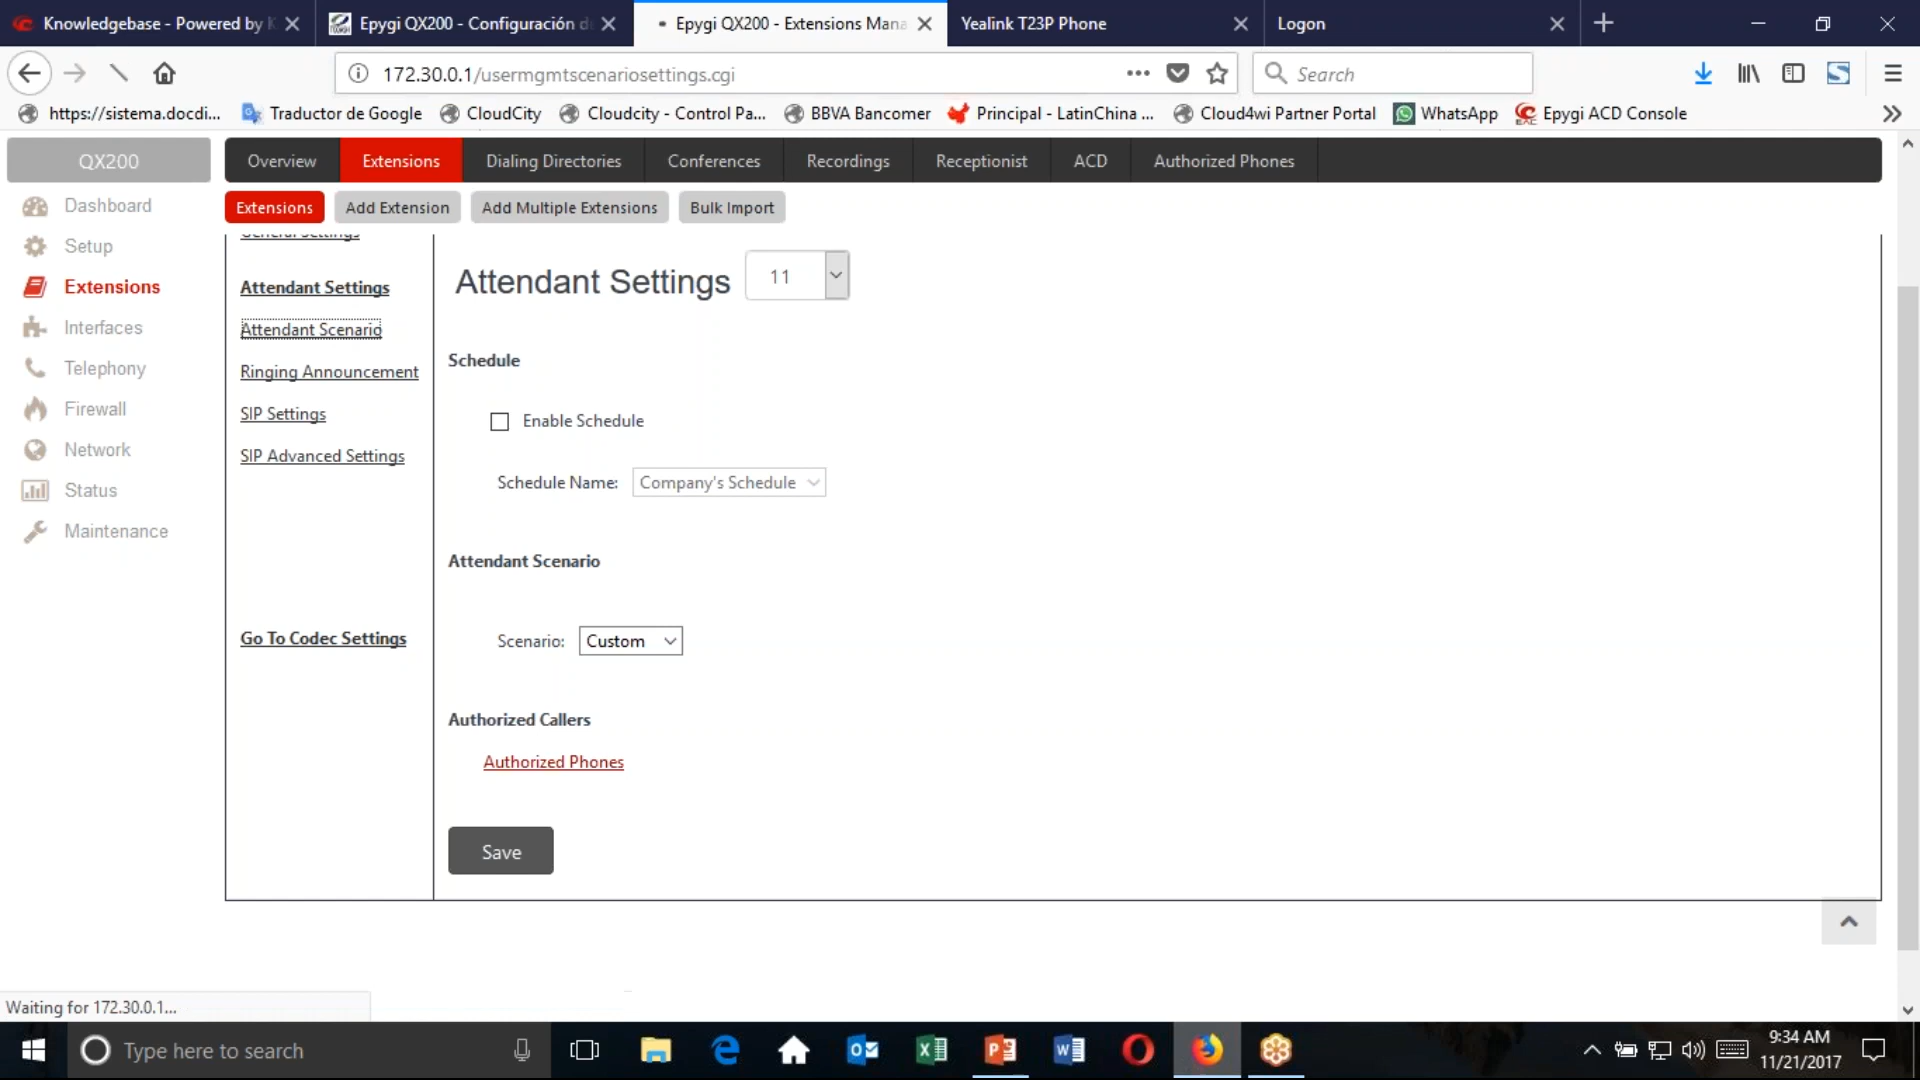 Knowledgebase - Powered by K
Epygi QX200 - Configuración de
Epygi QX200 - Extensions Mana
Yealink T23P Phone
Logon
172.30.0.1/usermgmtscenariosettings.cgi
Search
https://sistema.docdi...
Traductor de Google
CloudCity
Cloudcity - Control Pa...
BBVA Bancomer
Principal - LatinChina ...
Cloud4wi Partner Portal
WhatsApp
Epygi ACD Console
QX200
Overview
Extensions
Dialing Directories
Conferences
Recordings
Receptionist
ACD
Authorized Phones
Dashboard
Setup
Extensions
Interfaces
Telephony
Firewall
Network
Status
Maintenance
Extensions
Add Extension
Add Multiple Extensions
Bulk Import
General Settings
Attendant Settings
Attendant Scenario
Ringing Announcement
SIP Settings
SIP Advanced Settings
Go To Codec Settings
Attendant Settings 11
Schedule
Enable Schedule
Schedule Name: Company's Schedule
Attendant Scenario
Scenario: Custom
Authorized Callers
Authorized Phones
Save
Waiting for 172.30.0.1...
Type here to search
9:34 AM
11/21/2017